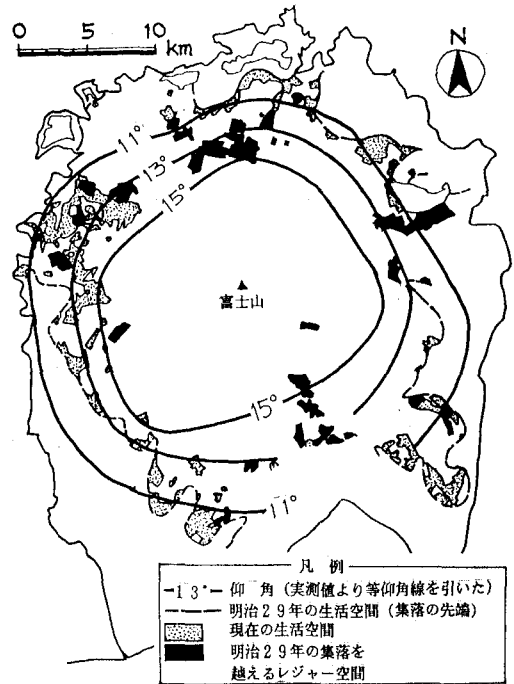 0 5 10
km
N
11°
13°
15°
富士山
15°
11°
凡例
13° 仰角（実測値より等仰角線を引いた）
明治29年の生活空間（集落の先端）
現在の生活空間
明治29年の集落を
越えるレジャー空間